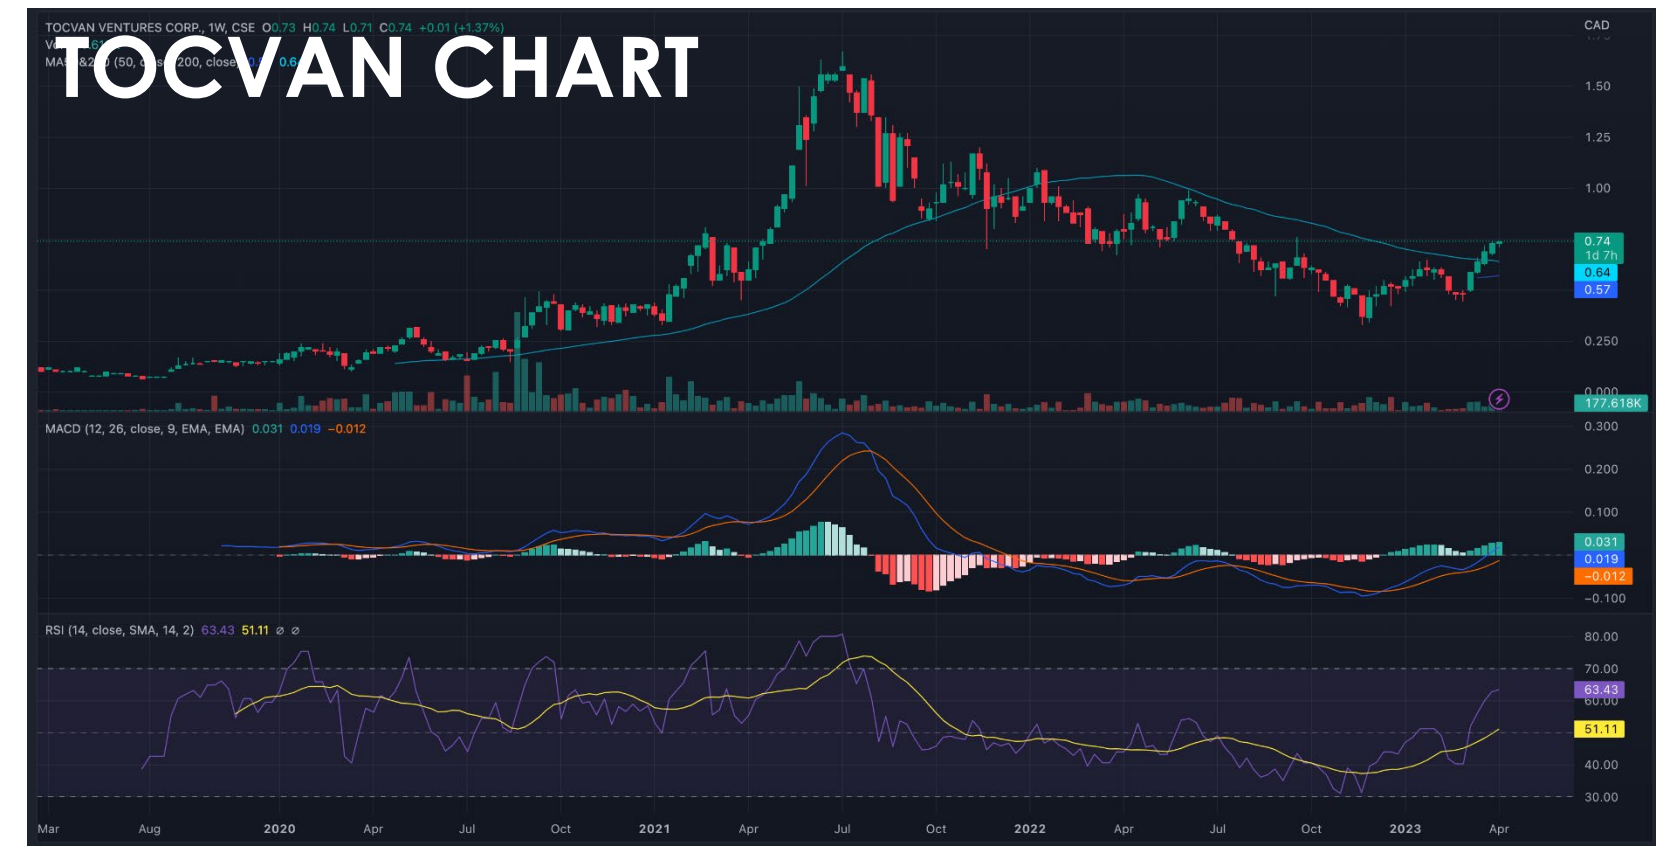 TOCVAN VENTURES CORP., 1W, CSE O0.73 H0.74 L0.71 C0.74 +0.01 (+1.37%)
CAD
TOCVAN CHART
1.50
1.25
1.00
0.74
1d 7h
0.64
0.57
0.250
0.000
177.618K
MACD (12, 26, close, 9, EMA, EMA) 0.031 0.019 −0.012
0.300
0.200
0.100
0.031
0.019
−0.012
−0.100
RSI (14, close, SMA, 14, 2) 63.43 51.11 ∅ ∅
80.00
70.00
63.43
60.00
51.11
40.00
30.00
Mar Aug 2020 Apr Jul Oct 2021 Apr Jul Oct 2022 Apr Jul Oct 2023 Apr